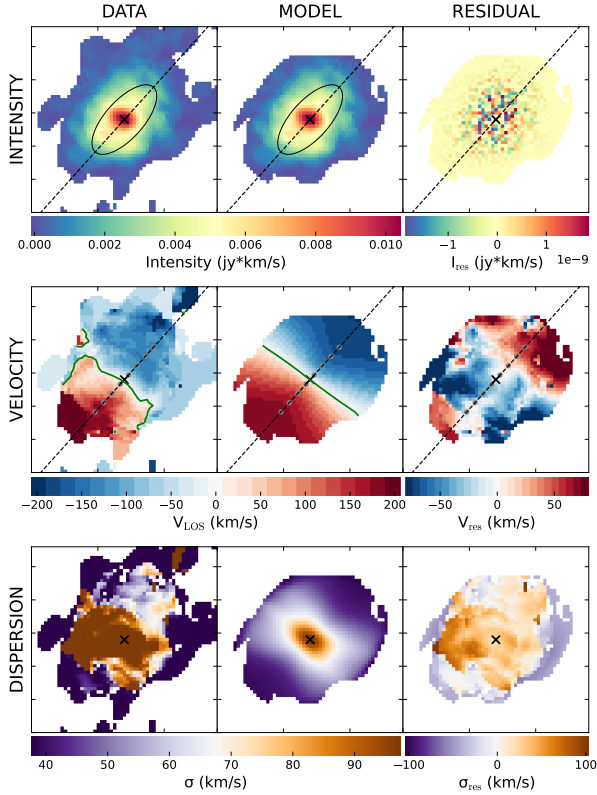 DATA MODEL RESIDUAL
INTENSITY
0.000 0.002 0.004 0.006 0.008 0.010
Intensity (jy*km/s)
−1 0 1
1e−9
I_res (jy*km/s)
VELOCITY
−200 −150 −100 −50 0 50 100 150 200
V_LOS (km/s)
−50 0 50
V_res (km/s)
DISPERSION
40 50 60 70 80 90
σ (km/s)
−100 0 100
σ_res (km/s)